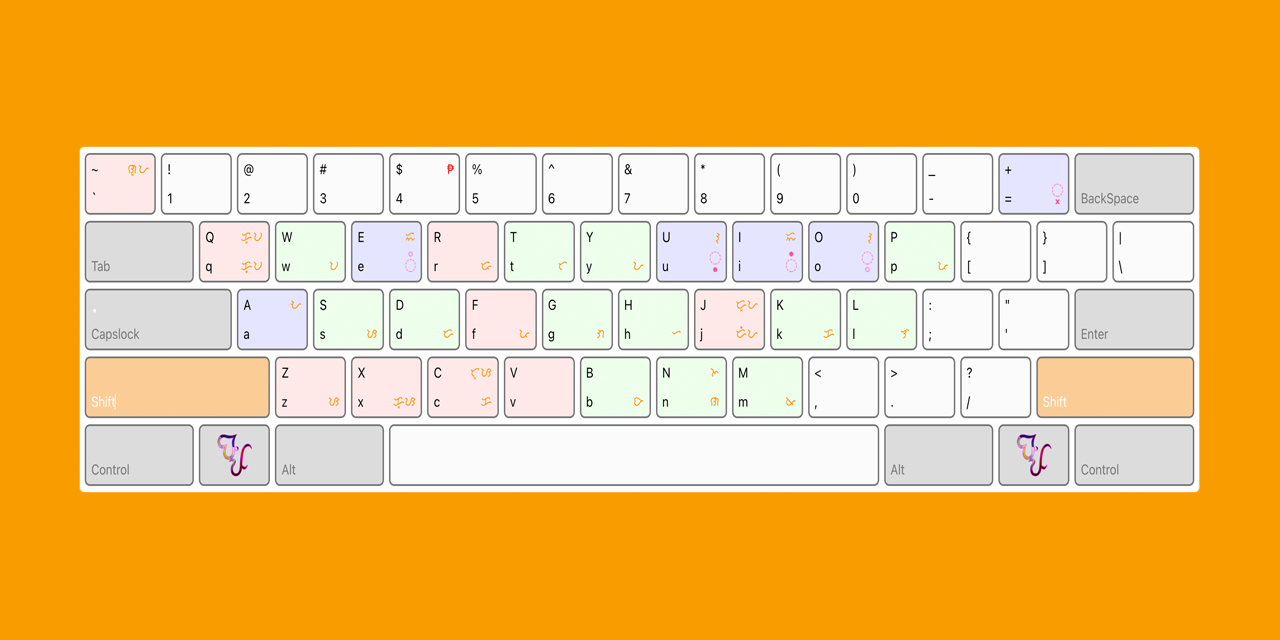 ~ ! @ # $ ₱ % ^ & * ( ) _ +
` 1 2 3 4 5 6 7 8 9 0 - = BackSpace
Q W E ᜁ R T Y U ᜂ I ᜁ O ᜂ P { } |
Tab q w ᜏ e r t ᜆ y ᜌ u i o p ᜉ [ ] \
A ᜀ S D F G H J K L : "
Capslock a s ᜐ d ᜇ f ᜉ g ᜄ h ᜑ j k ᜃ l ᜎ ; ' Enter
Z X C V B N M < > ?
Shift z ᜐ x c ᜃ v b ᜊ n m ᜋ , . / Shift
Control Alt Alt Control